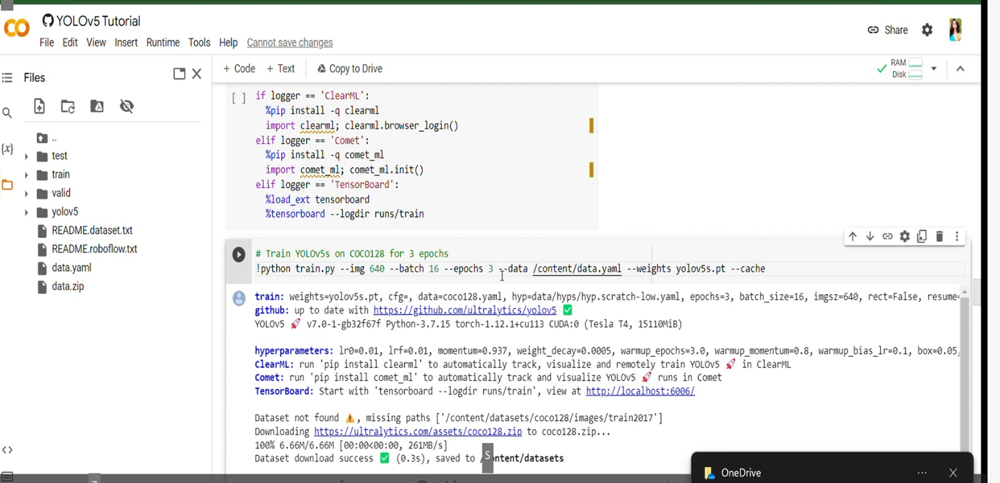 YOLOv5 Tutorial
File Edit View Insert Runtime Tools Help Cannot save changes
Share
Files
+ Code + Text Copy to Drive
RAM
Disk
..
test
train
valid
yolov5
README.dataset.txt
README.roboflow.txt
data.yaml
data.zip
{x}
<>
[ ] if logger == 'ClearML':
%pip install -q clearml
import clearml; clearml.browser_login()
elif logger == 'Comet':
%pip install -q comet_ml
import comet_ml; comet_ml.init()
elif logger == 'TensorBoard':
%load_ext tensorboard
%tensorboard --logdir runs/train
# Train YOLOv5s on COCO128 for 3 epochs
!python train.py --img 640 --batch 16 --epochs 3 --data /content/data.yaml --weights yolov5s.pt --cache
train: weights=yolov5s.pt, cfg=, data=coco128.yaml, hyp=data/hyps/hyp.scratch-low.yaml, epochs=3, batch_size=16, imgsz=640, rect=False, resume=
github: up to date with https://github.com/ultralytics/yolov5 ✅
YOLOv5 🚀 v7.0-1-gb32f67f Python-3.7.15 torch-1.12.1+cu113 CUDA:0 (Tesla T4, 15110MiB)
hyperparameters: lr0=0.01, lrf=0.01, momentum=0.937, weight_decay=0.0005, warmup_epochs=3.0, warmup_momentum=0.8, warmup_bias_lr=0.1, box=0.05,
ClearML: run 'pip install clearml' to automatically track, visualize and remotely train YOLOv5 🚀 in ClearML
Comet: run 'pip install comet_ml' to automatically track and visualize YOLOv5 🚀 runs in Comet
TensorBoard: Start with 'tensorboard --logdir runs/train', view at http://localhost:6006/
Dataset not found ⚠️, missing paths ['/content/datasets/coco128/images/train2017']
Downloading https://ultralytics.com/assets/coco128.zip to coco128.zip...
100% 6.66M/6.66M [00:00<00:00, 261MB/s]
Dataset download success ✅ (0.3s), saved to / ntent/datasets
S
OneDrive